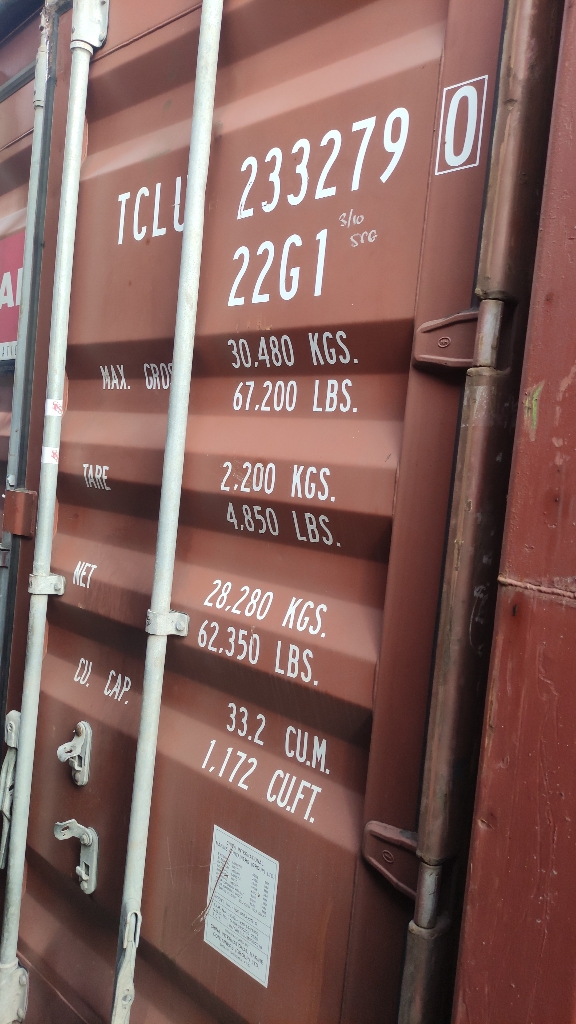 TCLU 233279 0
22G1
3/10
MAX. GROS 30.480 KGS.
67.200 LBS.
TARE 2.200 KGS.
4.850 LBS.
NET 28.280 KGS.
62.350 LBS.
CU. CAP. 33.2 CU.M.
1,172 CU.FT.